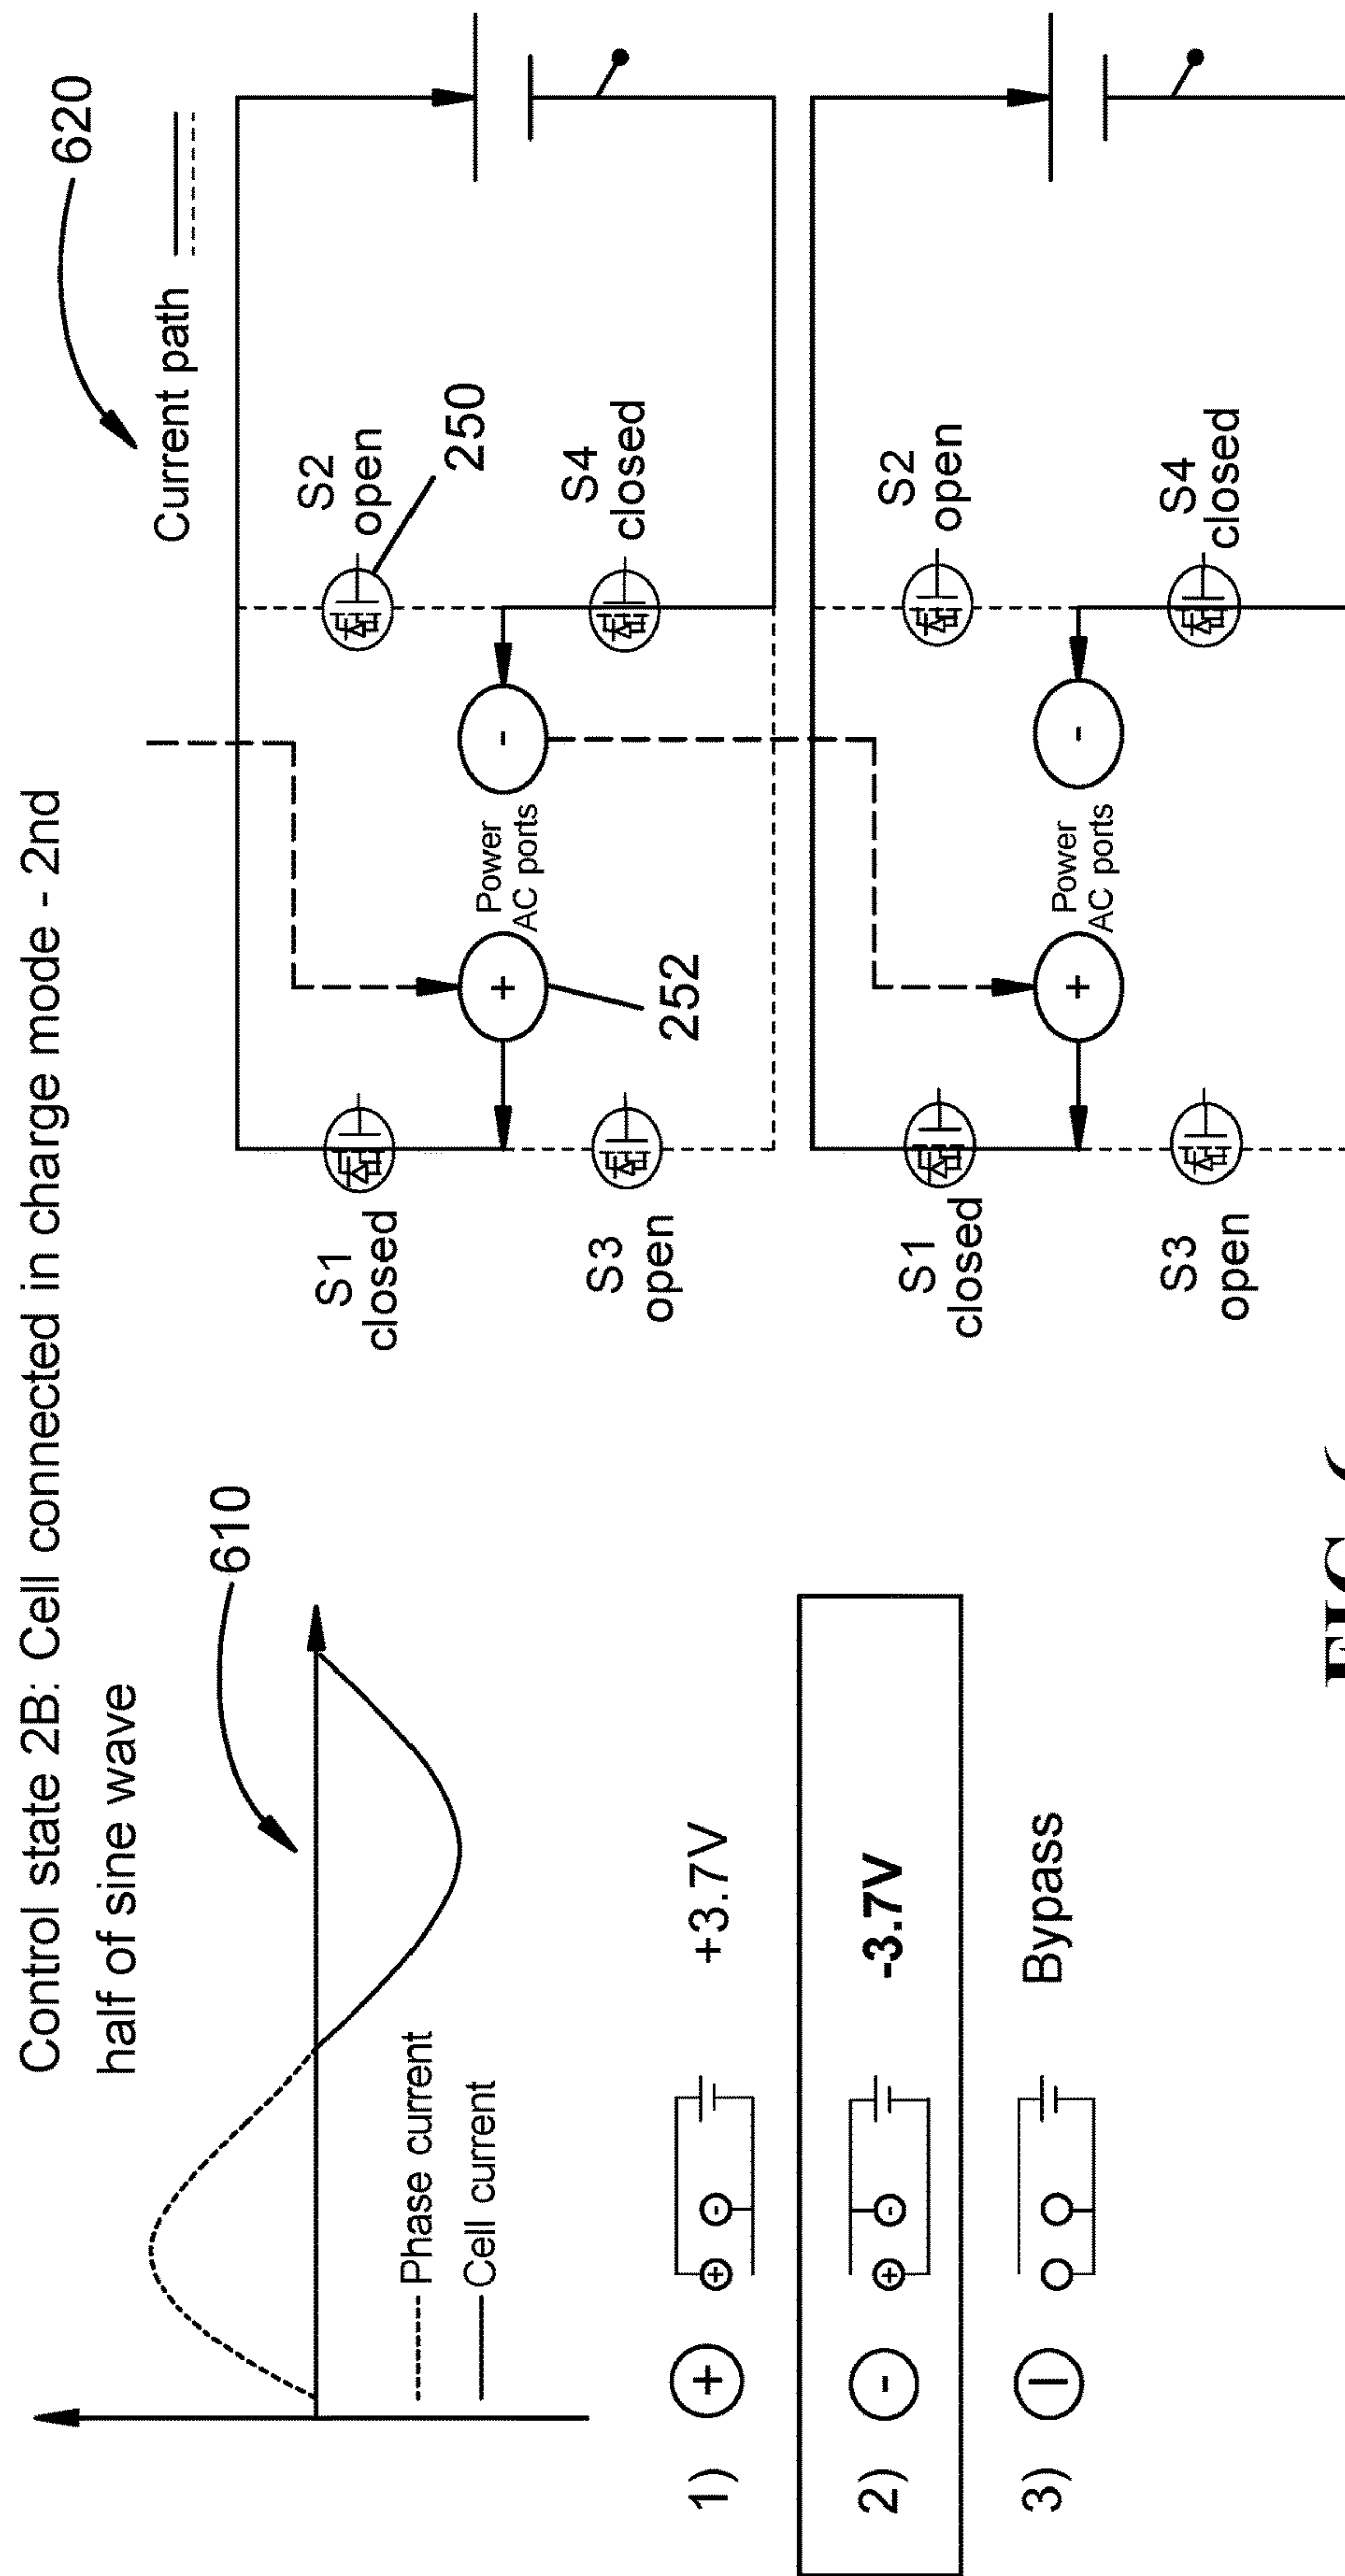 Control state 2B: Cell connected in charge mode - 2nd
half of sine wave
610
Phase current
Cell current
1)
+
+
-
+3.7V
2)
-
+
-
-3.7V
3)
Bypass
620
Current path
S1
closed
S2
open
250
+
Power
AC ports
-
252
S3
open
S4
closed
S1
closed
S2
open
+
Power
AC ports
-
S3
open
S4
closed